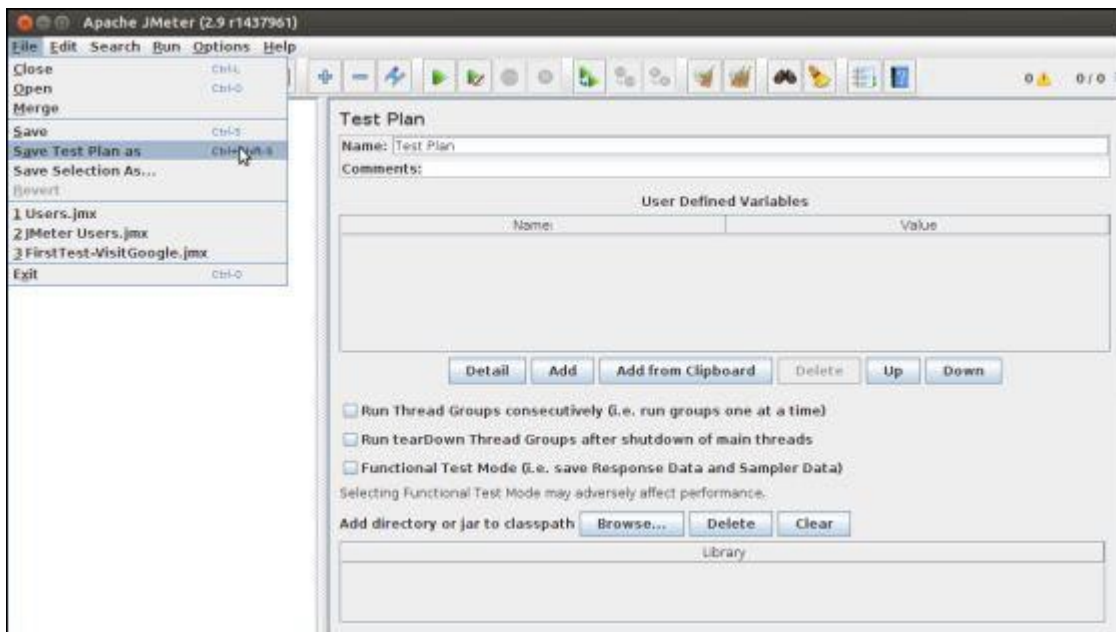 Apache JMeter (2.9 r1437961)
File Edit Search Run Options Help
Close Ctrl-L
Open Ctrl-O
Merge
Save Ctrl-S
Save Test Plan as
Save Selection As...
Revert
1 Users.jmx
2 JMeter Users.jmx
3 FirstTest-VisitGoogle.jmx
Exit
0 0 / 0
Test Plan
Name: Test Plan
Comments:
User Defined Variables
Name: Value
Detail Add Add from Clipboard Delete Up Down
Run Thread Groups consecutively (i.e. run groups one at a time)
Run tearDown Thread Groups after shutdown of main threads
Functional Test Mode (i.e. save Response Data and Sampler Data)
Selecting Functional Test Mode may adversely affect performance.
Add directory or jar to classpath Browse... Delete Clear
Library